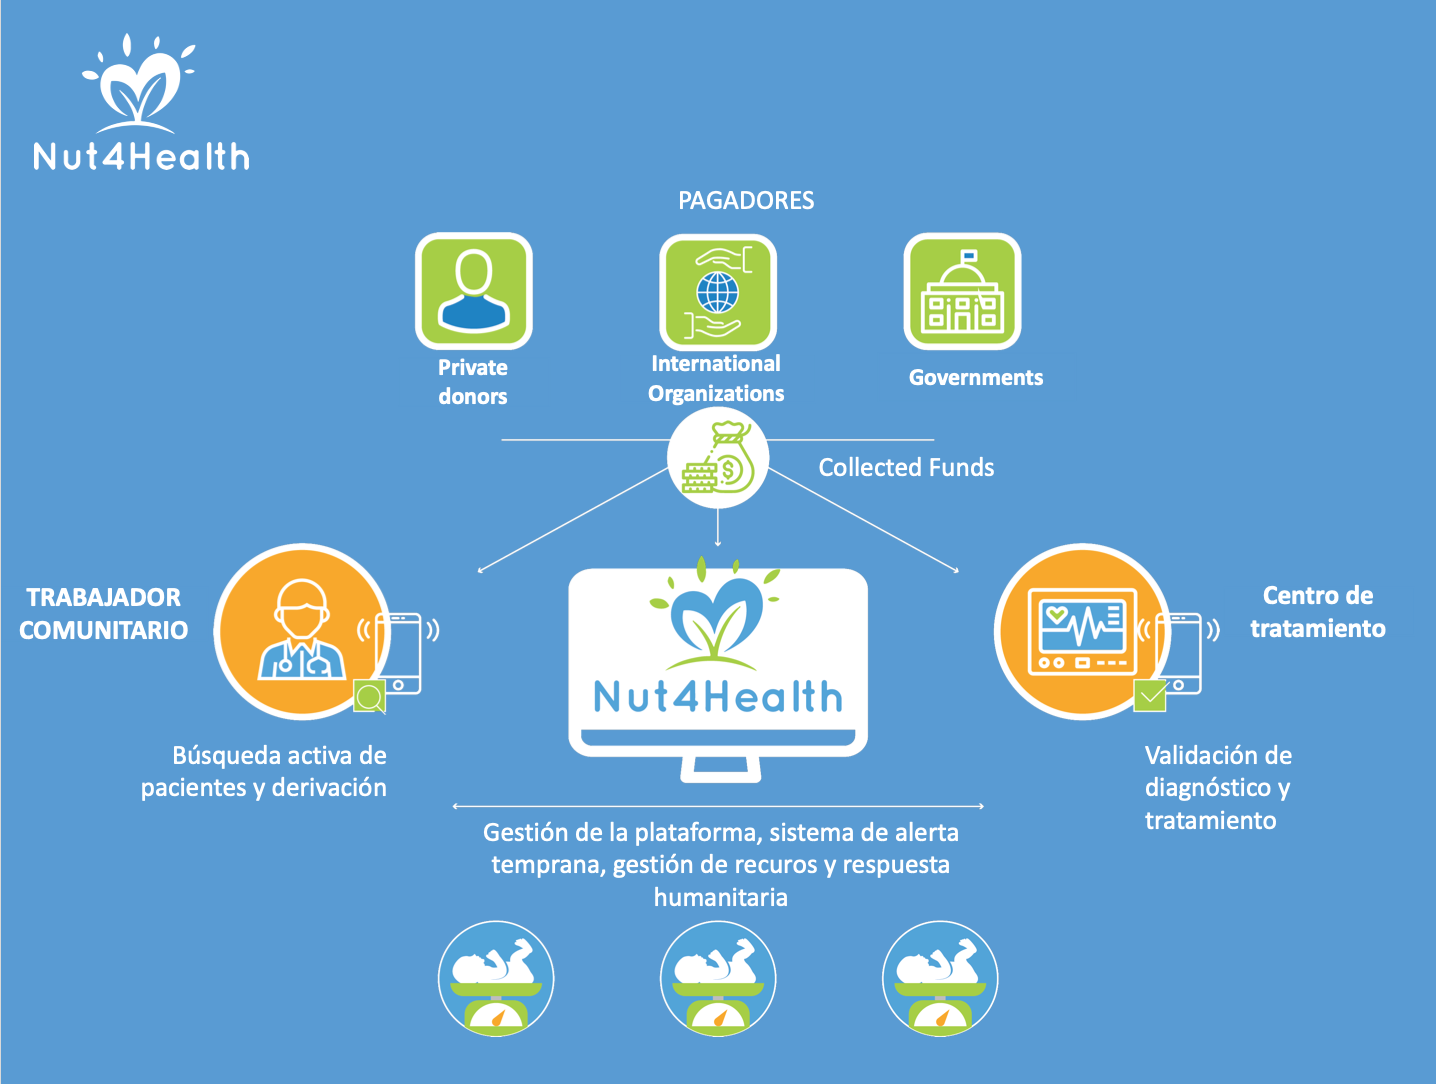 Nut4Health
PAGADORES
Private
donors
International
Organizations
Governments
Collected Funds
TRABAJADOR
COMUNITARIO
Búsqueda activa de
pacientes y derivación
$
Nut4Health
Centro de
tratamiento
Validación de
diagnóstico y
tratamiento
Gestión de la plataforma, sistema de alerta
temprana, gestión de recuros y respuesta
humanitaria